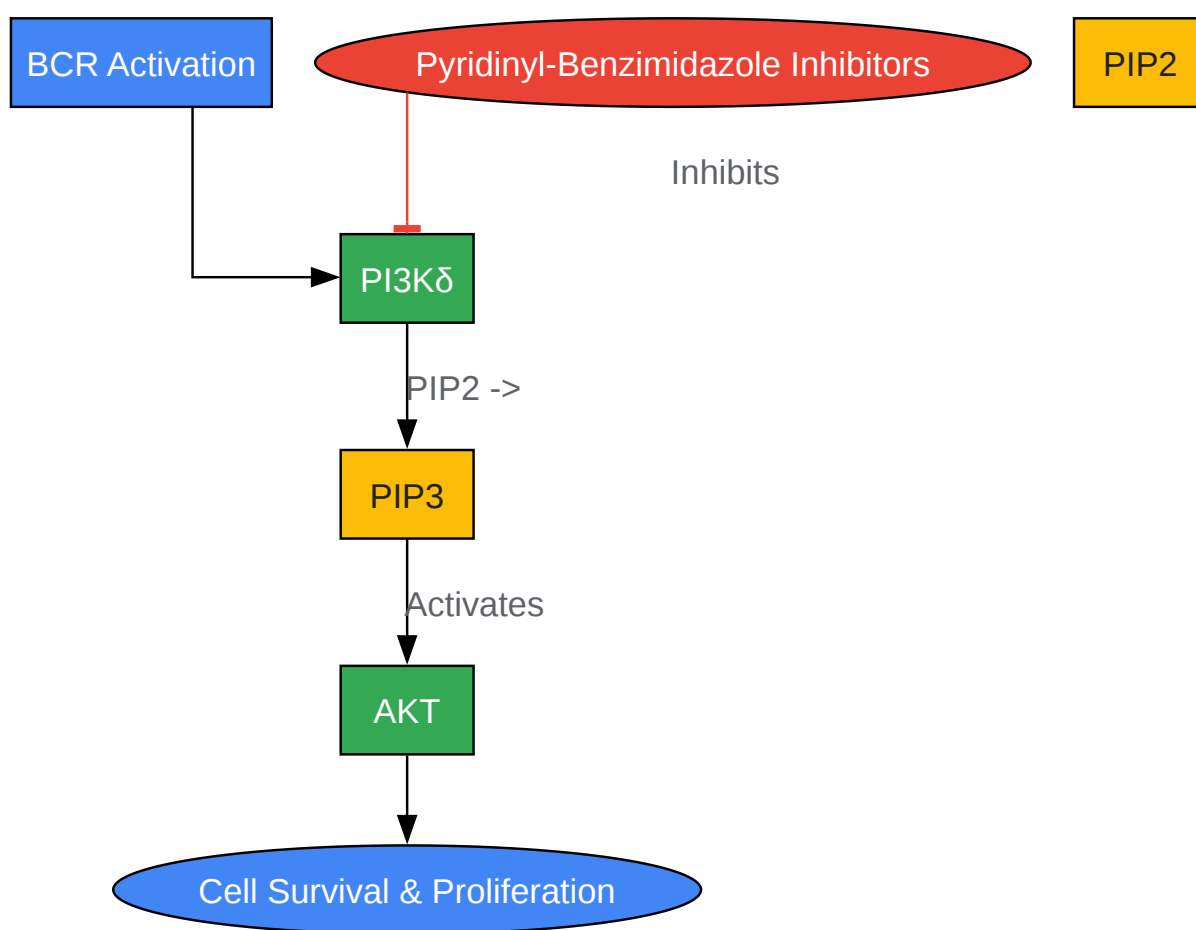 BCR Activation
Pyridinyl-Benzimidazole Inhibitors
PIP2
Inhibits
PI3Kδ
PIP2 ->
PIP3
Activates
AKT
Cell Survival & Proliferation